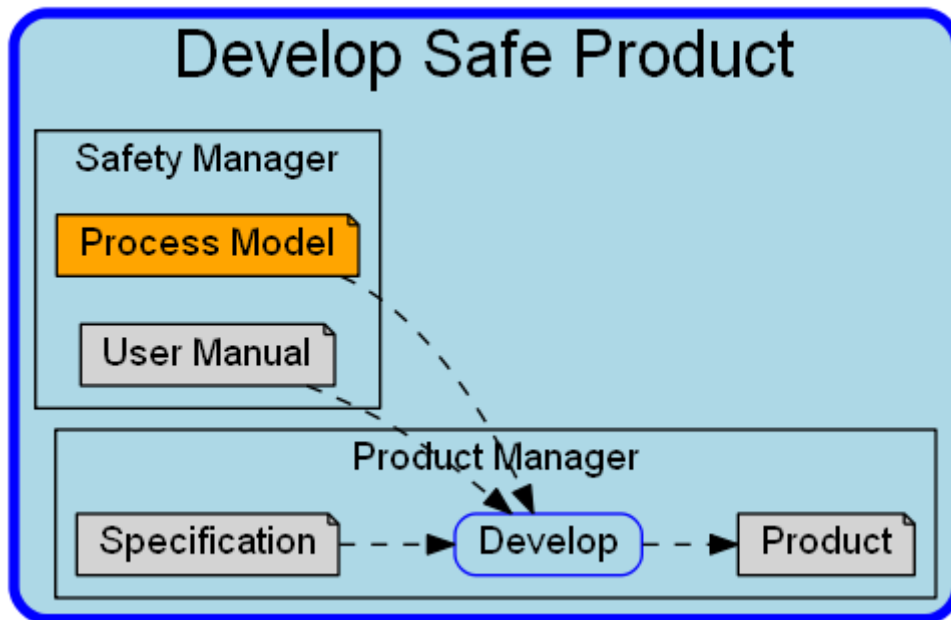 Develop Safe Product
Safety Manager
Process Model
User Manual
Product Manager
Specification
Develop
Product